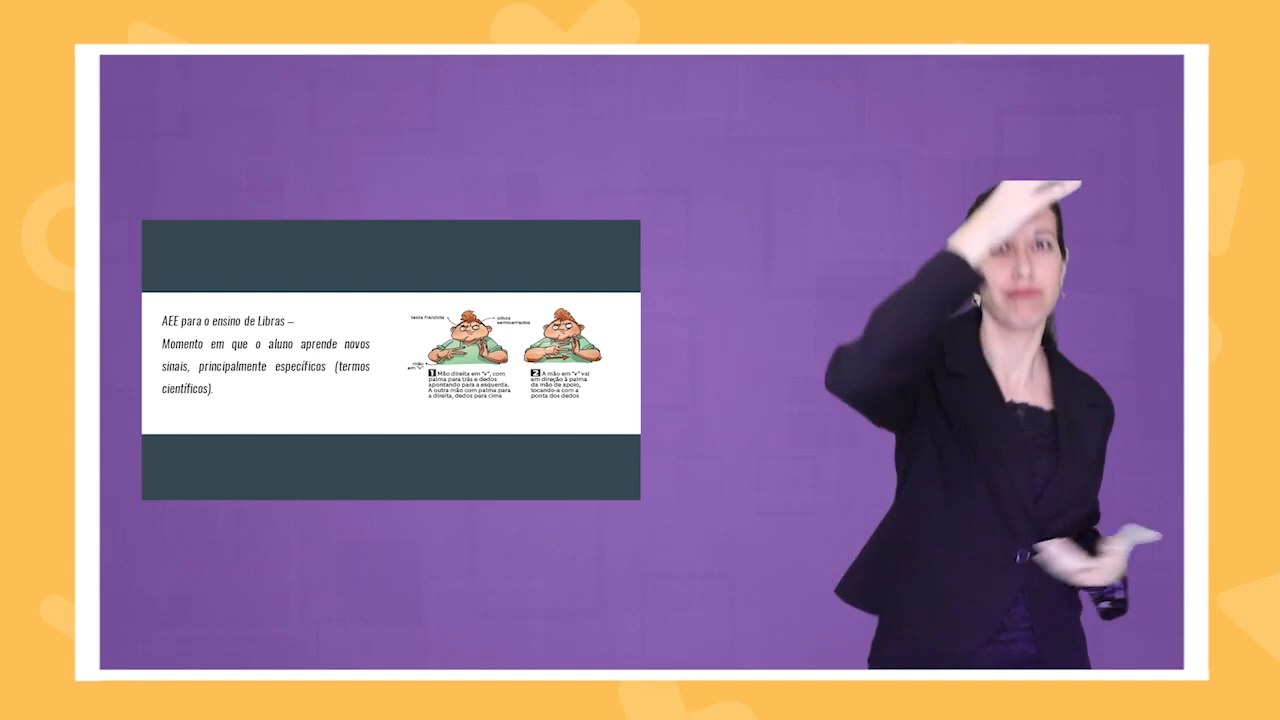 AEE para o ensino de Libras –
Momento em que o aluno aprende novos
sinais, principalmente específicos (termos
científicos).
testa franzida
olhos
semicerrados
mão
em "v"
1 Mão direita em "v", com
palma para trás e dedos
apontando para a esquerda.
A outra mão com palma para
a direita, dedos para cima
2 A mão em "v" vai
em direção à palma
da mão de apoio,
tocando-a com a
ponta dos dedos